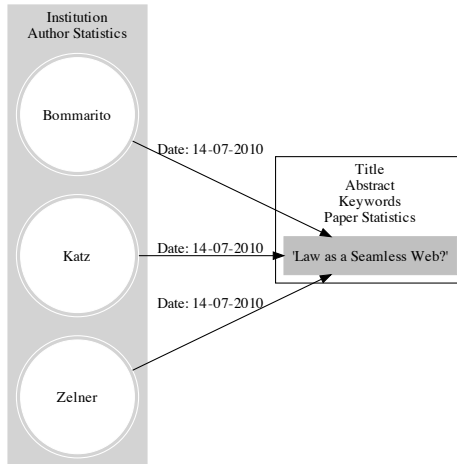 Institution
Author Statistics
Bommarito
Date: 14-07-2010
Title
Abstract
Keywords
Paper Statistics
Katz
Date: 14-07-2010
'Law as a Seamless Web?'
Date: 14-07-2010
Zelner